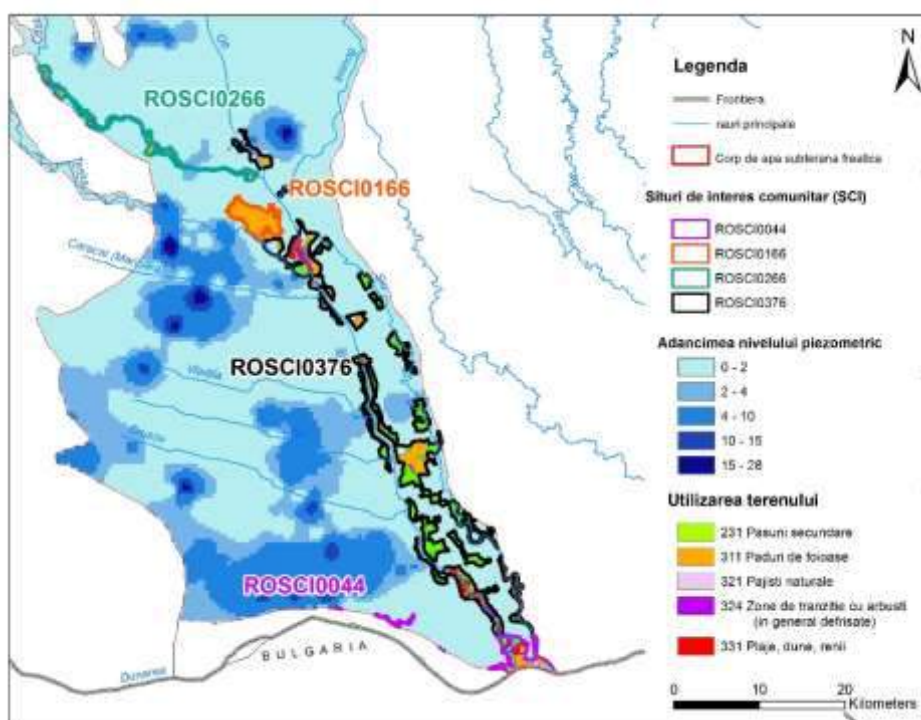 ROSCI0266
ROSCI0166
Caracal
ROSCI0376
Vladila
ROSCI0044
BULGARIA
Dunarea
N
Legenda
Frontiera
rauri principale
Corp de apa subterana freatica
Situri de interes comunitar (SCI)
ROSCI0044
ROSCI0166
ROSCI0266
ROSCI0376
Adancimea nivelului piezometric
0 - 2
2 - 4
4 - 10
10 - 15
15 - 28
Utilizarea terenului
231 Pasuni secundare
311 Paduri de foioase
321 Pajisti naturale
324 Zone de tranzitie cu arbusti
(in general defrisate)
331 Plaje, dune, renii
0 10 20
Kilometers